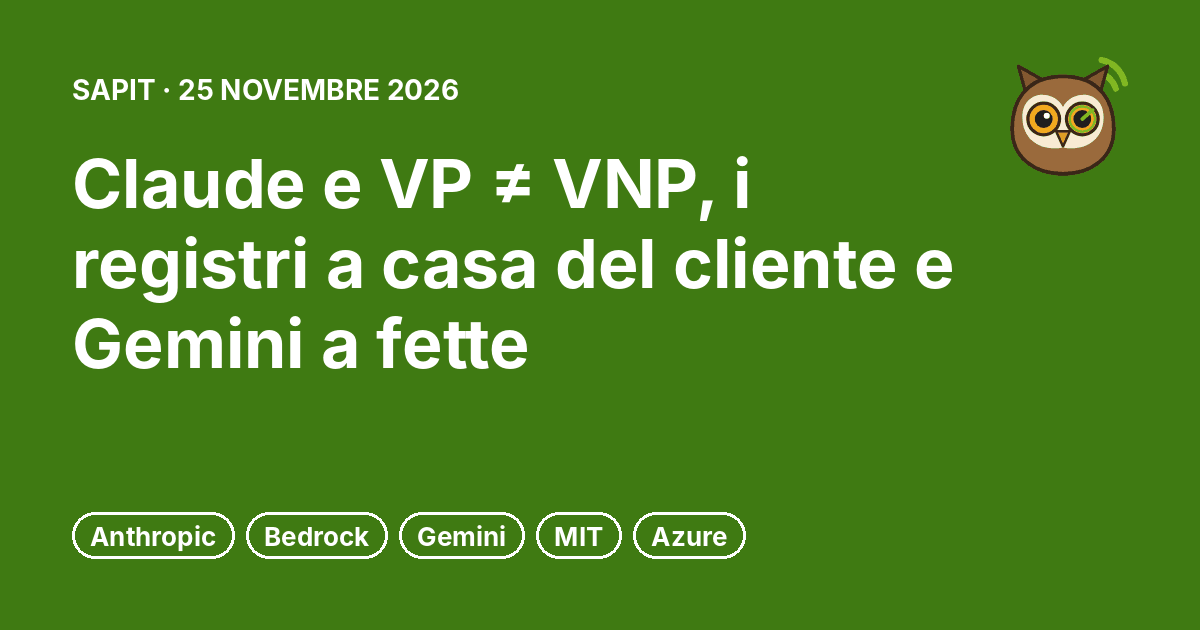 SAPIT · 25 NOVEMBRE 2026
Claude e VP ≠ VNP, i
registri a casa del cliente e
Gemini a fette
Anthropic
Bedrock
Gemini
MIT
Azure